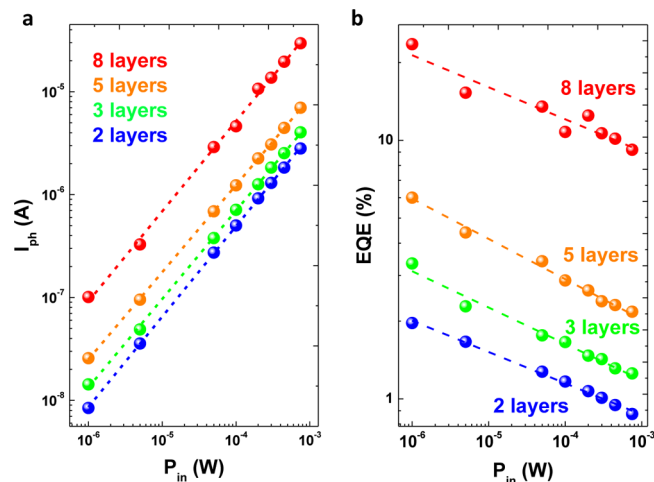 a
8 layers
5 layers
3 layers
2 layers
I_ph (A)
10^-5
10^-6
10^-7
10^-8
10^-6
10^-5
10^-4
10^-3
P_in (W)
b
8 layers
5 layers
3 layers
2 layers
EQE (%)
10
1
10^-6
10^-5
10^-4
10^-3
P_in (W)